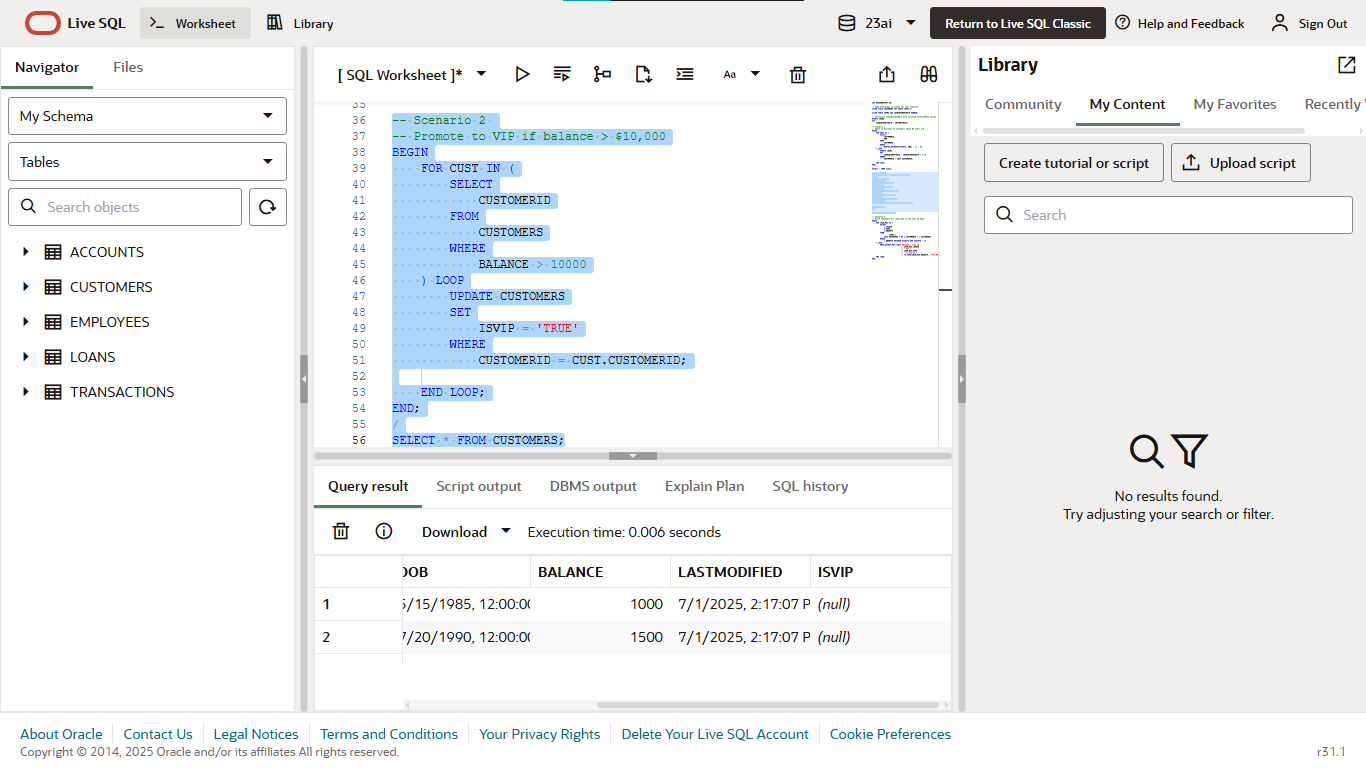 Live SQL
Worksheet
Library
23ai
Return to Live SQL Classic
Help and Feedback
Sign Out
Navigator
Files
My Schema
Tables
Search objects
ACCOUNTS
CUSTOMERS
EMPLOYEES
LOANS
TRANSACTIONS
[ SQL Worksheet ]*
Aa
35
36 -- Scenario 2
37 -- Promote to VIP if balance > $10,000
38 BEGIN
39 FOR CUST IN (
40 SELECT
41 CUSTOMERID
42 FROM
43 CUSTOMERS
44 WHERE
45 BALANCE > 10000
46 ) LOOP
47 UPDATE CUSTOMERS
48 SET
49 ISVIP = 'TRUE'
50 WHERE
51 CUSTOMERID = CUST.CUSTOMERID;
52
53 END LOOP;
54 END;
55 /
56 SELECT * FROM CUSTOMERS;
Query result
Script output
DBMS output
Explain Plan
SQL history
Download
Execution time: 0.006 seconds
DOB BALANCE LASTMODIFIED ISVIP
1 5/15/1985, 12:00:00 1000 7/1/2025, 2:17:07 P (null)
2 7/20/1990, 12:00:00 1500 7/1/2025, 2:17:07 P (null)
Library
Community
My Content
My Favorites
Recently
Create tutorial or script
Upload script
Search
No results found.
Try adjusting your search or filter.
About Oracle
Contact Us
Legal Notices
Terms and Conditions
Your Privacy Rights
Delete Your Live SQL Account
Cookie Preferences
Copyright © 2014, 2025 Oracle and/or its affiliates All rights reserved.
r31.1